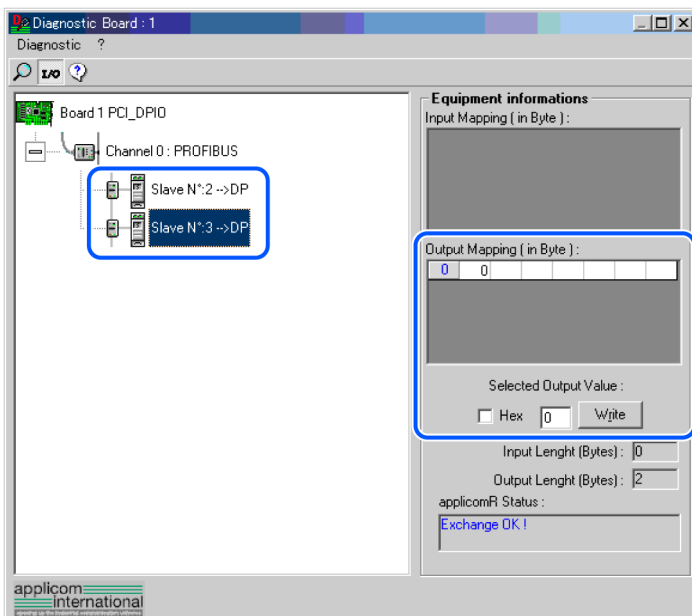 Diagnostic Board : 1
Diagnostic ?
I/O
Board 1 PCI_DPIO
Channel 0 : PROFIBUS
Slave N°:2 -->DP
Slave N°:3 -->DP
Equipment informations
Input Mapping ( in Byte ) :
Output Mapping ( in Byte ) :
0 0
Selected Output Value :
Hex 0 Write
Input Lenght (Bytes) : 0
Output Lenght (Bytes) : 2
applicomR Status :
Exchange OK !
applicom
international